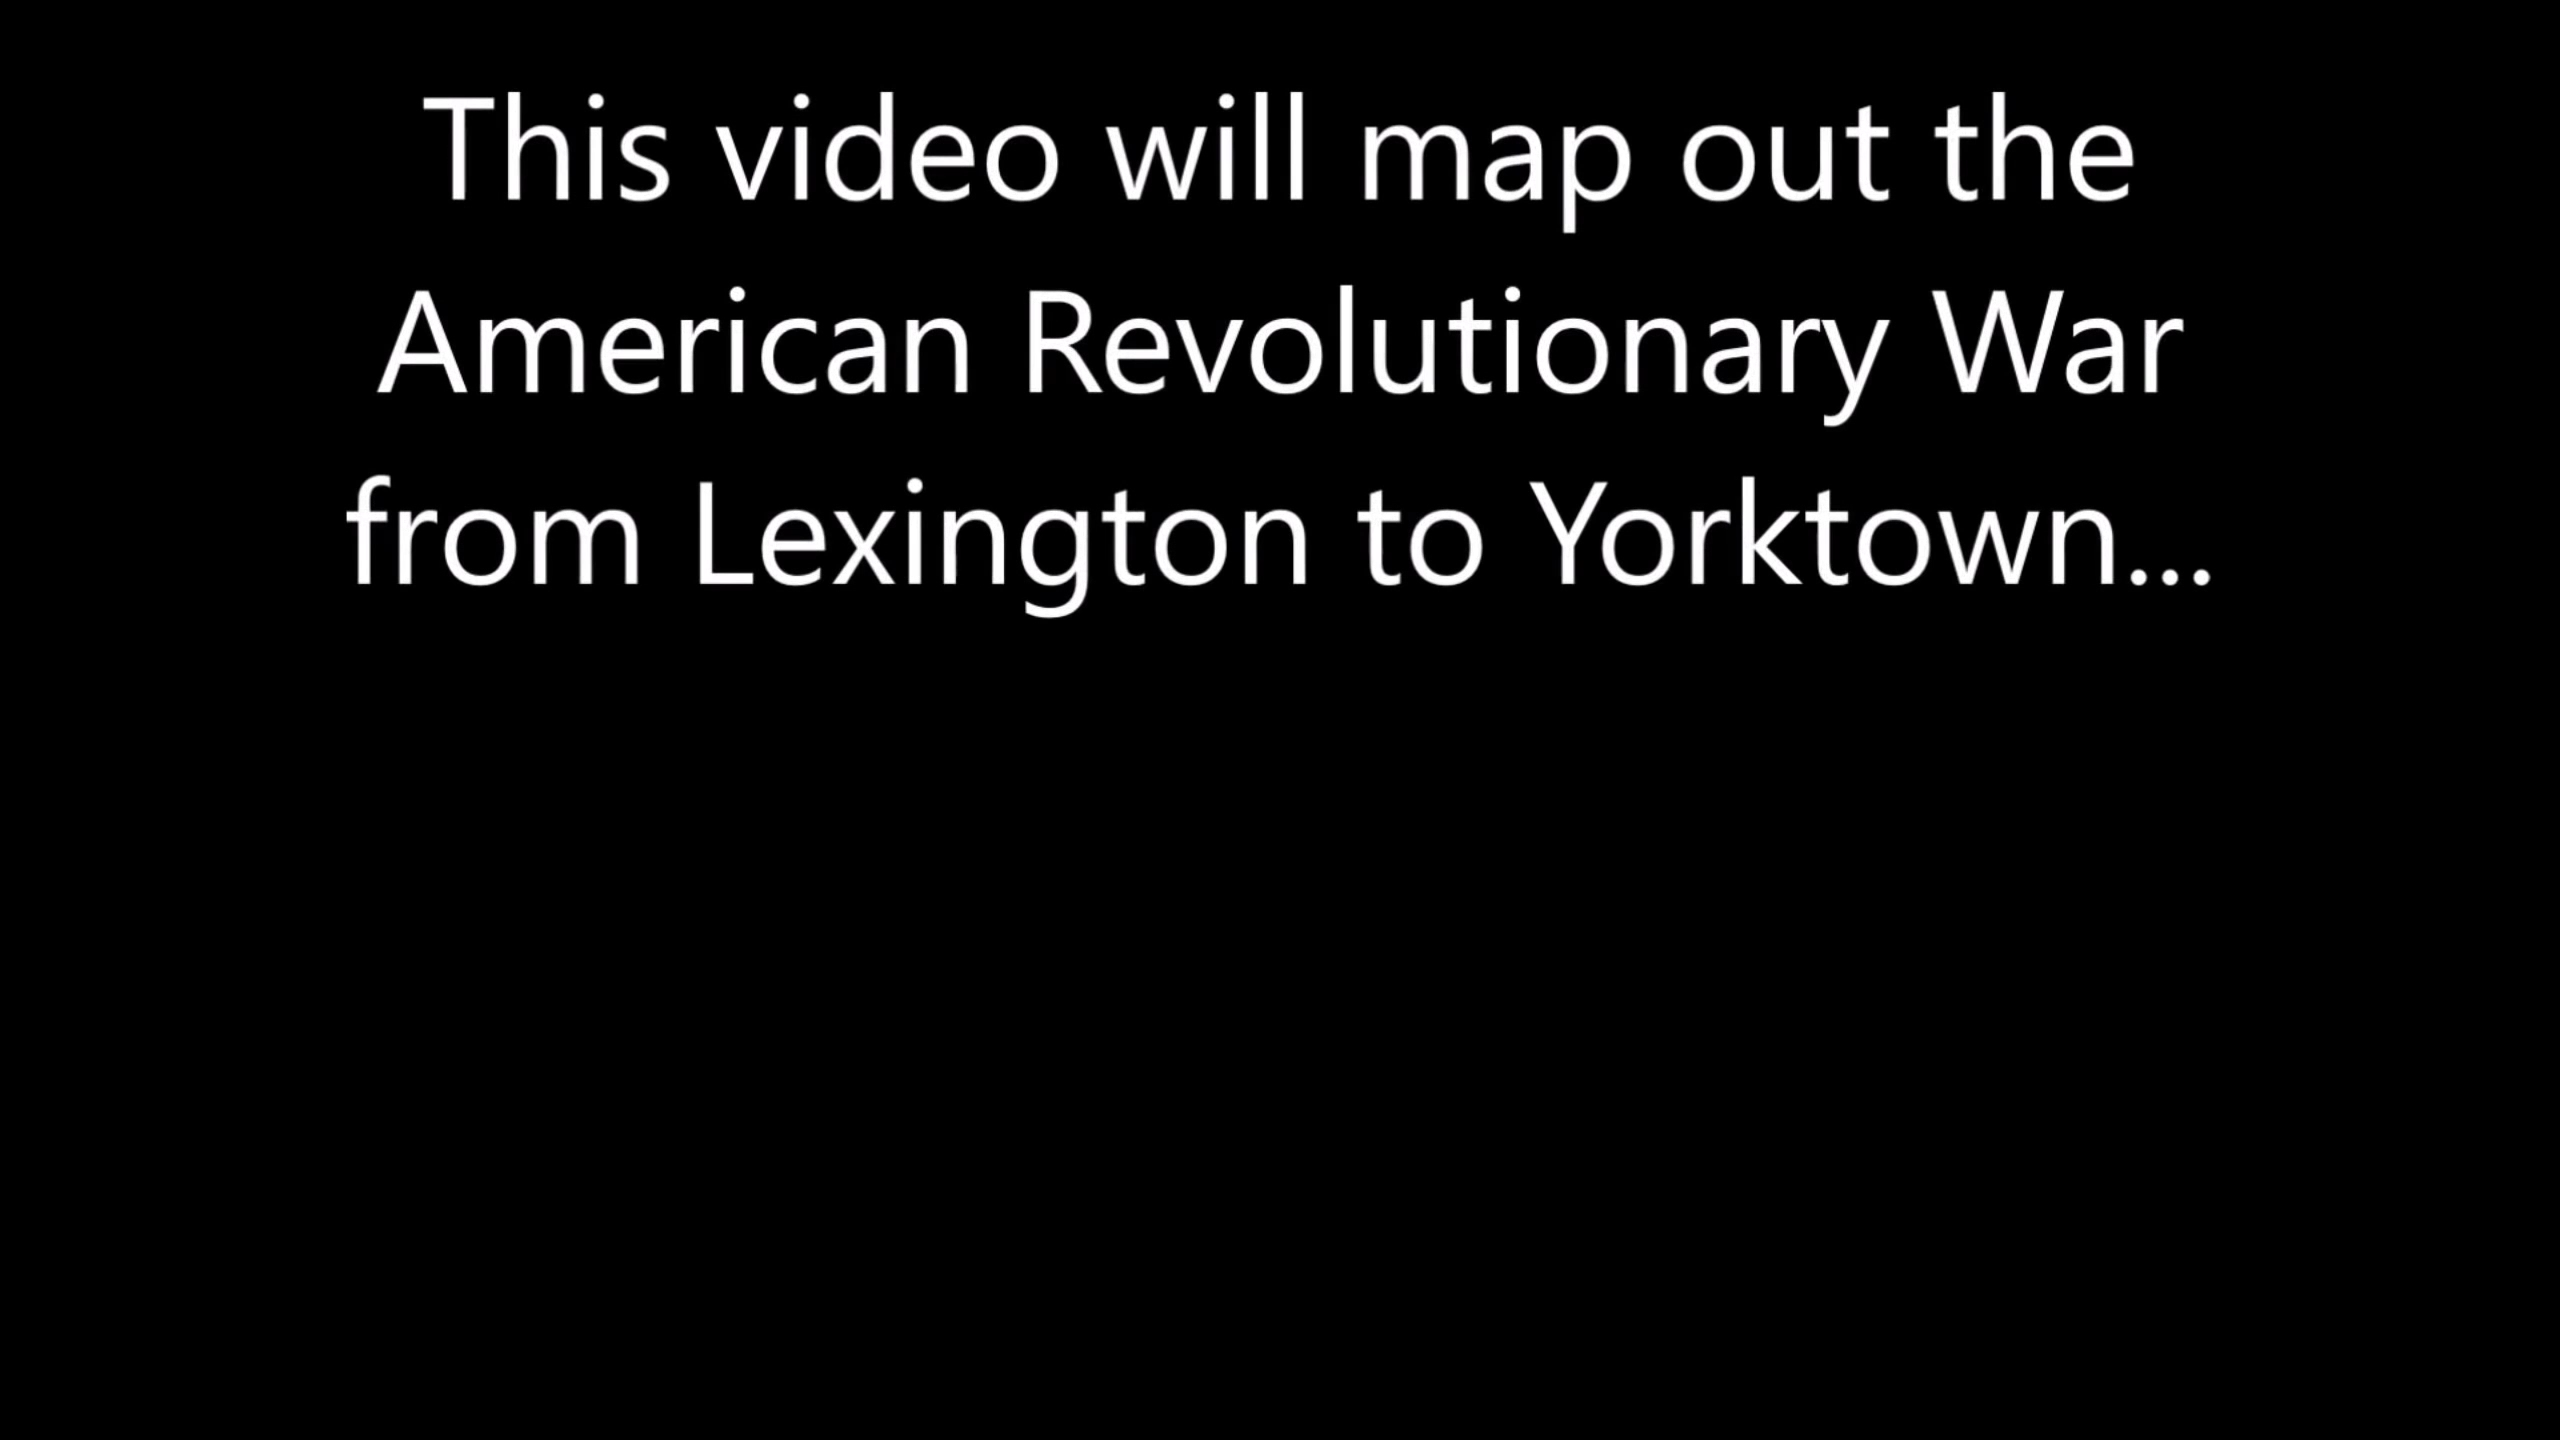 This video will map out the
American Revolutionary War
from Lexington to Yorktown...